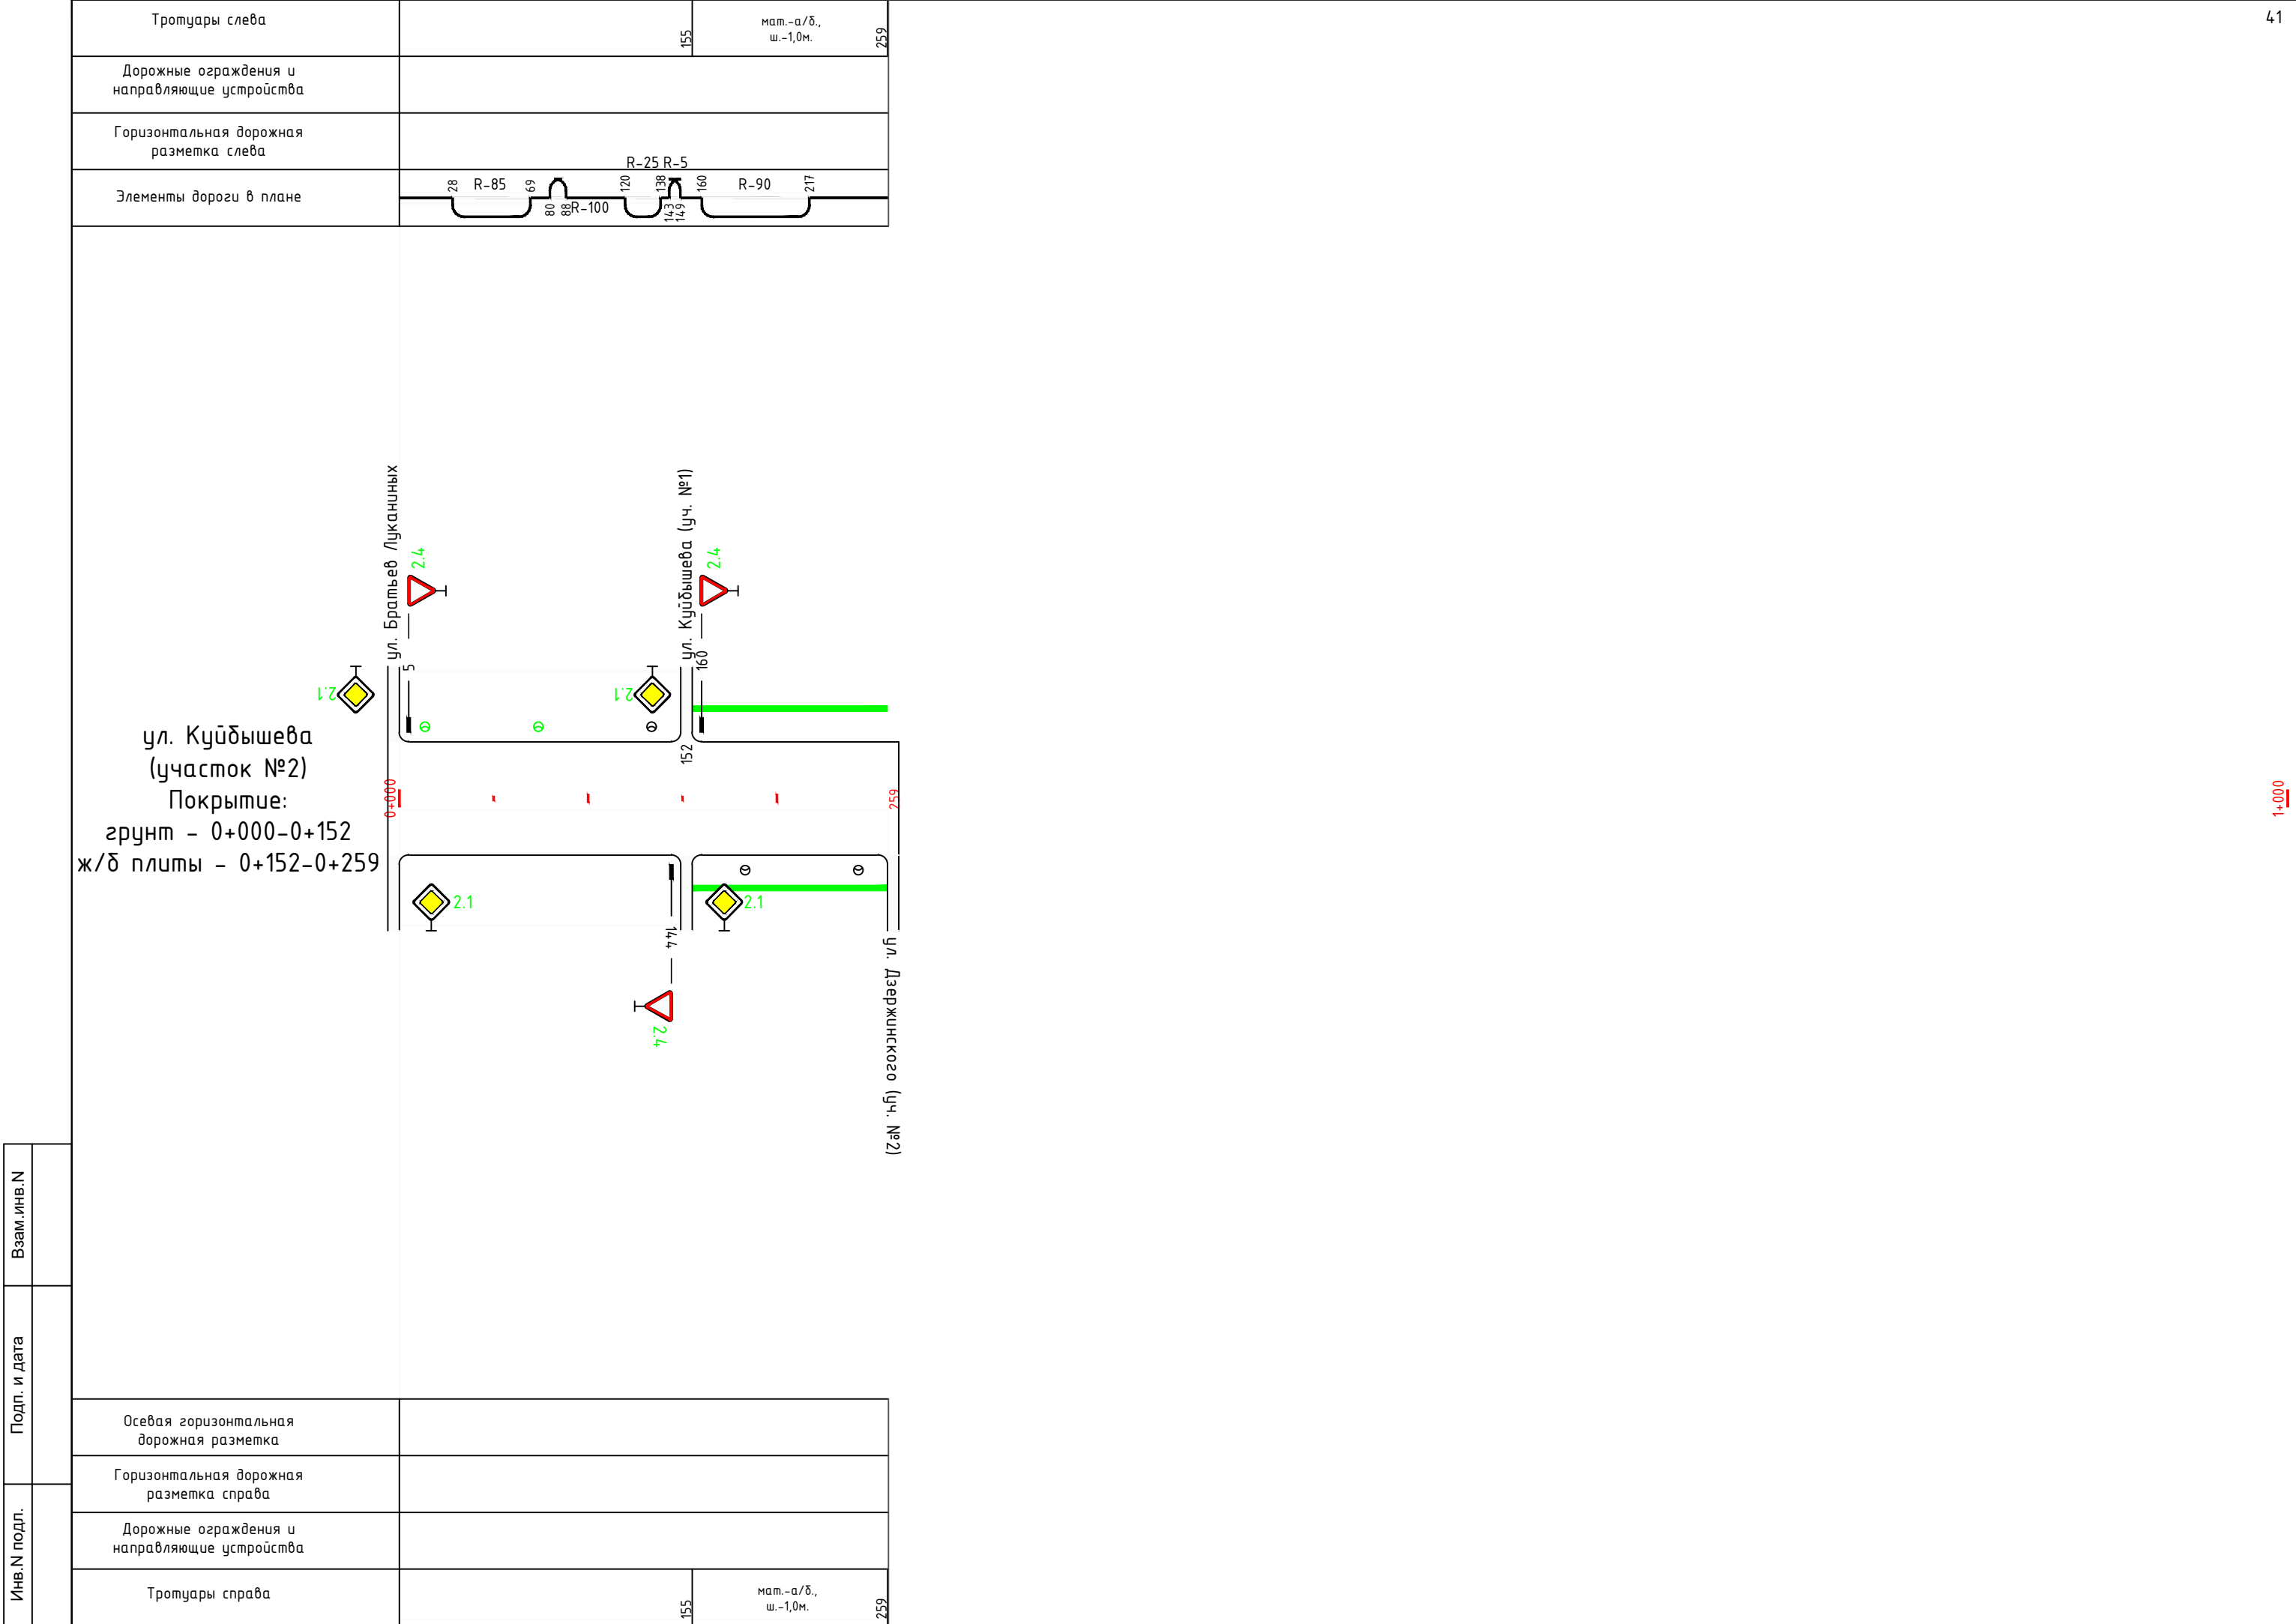 41
Тротуары слева
155
мат.-а/б.,
ш.-1,0м.
259
Дорожные ограждения и
направляющие устройства
Горизонтальная дорожная
разметка слева
Элементы дороги в плане
28
R-85
69
80
88
R-100
120
R-25
138
R-5
143
149
160
R-90
217
ул. Братьев Луканиных
2.4
5
2.1
ул. Куйбышева (уч. №1)
2.4
160
2.1
152
ул. Куйбышева
(участок №2)
Покрытие:
грунт - 0+000-0+152
ж/б плиты - 0+152-0+259
0+000
259
1+000
2.1
144
2.4
2.1
ул. Дзержинского (уч. №2)
Взам.инв.N
Подп. и дата
Инв.N подл.
Осевая горизонтальная
дорожная разметка
Горизонтальная дорожная
разметка справа
Дорожные ограждения и
направляющие устройства
Тротуары справа
155
мат.-а/б.,
ш.-1,0м.
259